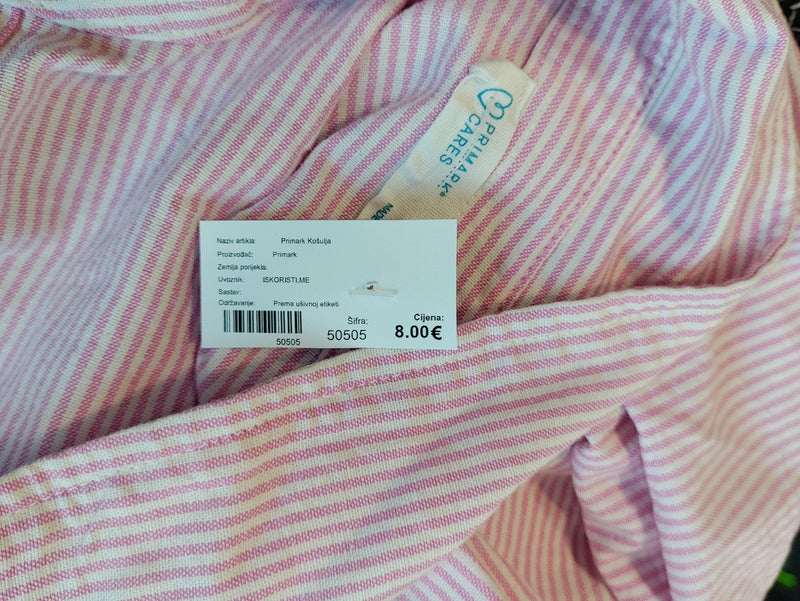 PRIMARK®
CARES
MADE
Naziv artikla: Primark Košulja
Proizvođač: Primark
Zemlja porijekla:
Uvoznik: ISKORISTI.ME
Sastav:
Održavanje: Prema ušivnoj etiketi
50505
Šifra:
50505
Cijena:
8.00€